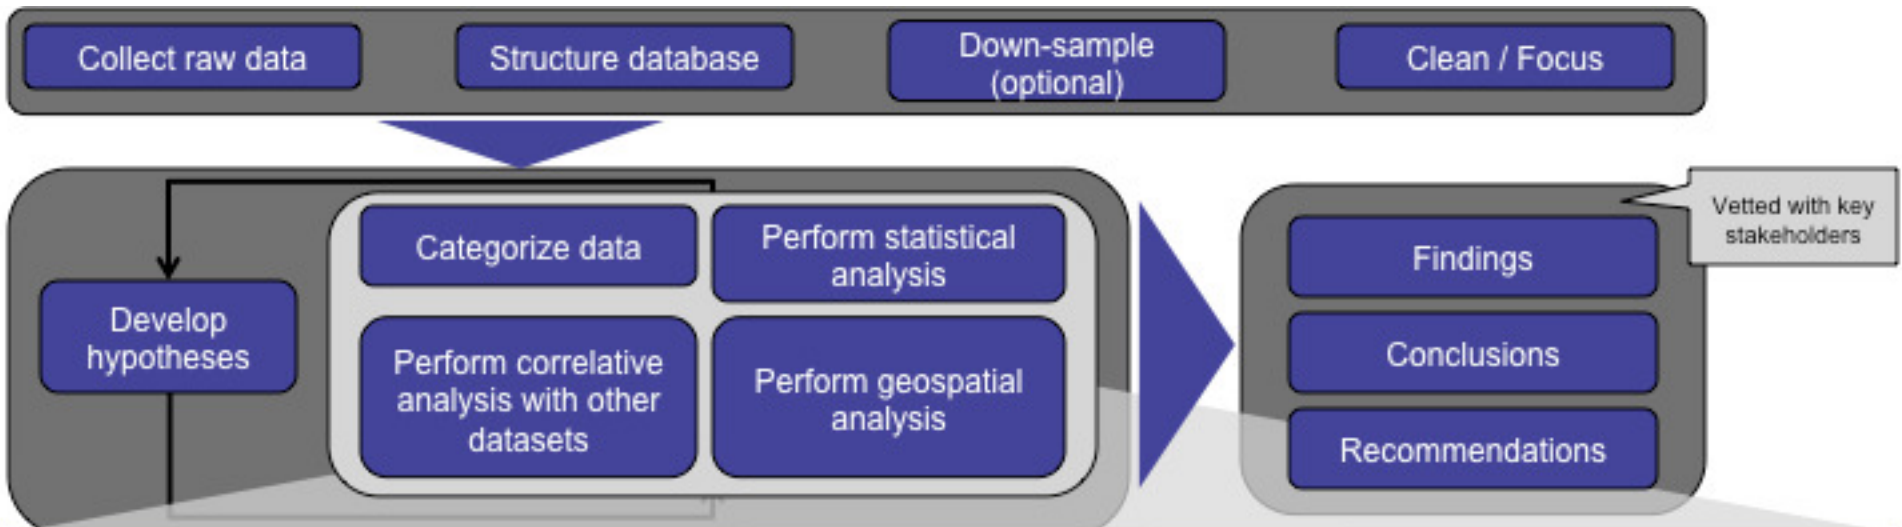 Collect raw data
Structure database
Down-sample
(optional)
Clean / Focus
Vetted with key
stakeholders
Categorize data
Perform statistical
analysis
Develop
hypotheses
Perform correlative
analysis with other
datasets
Perform geospatial
analysis
Findings
Conclusions
Recommendations